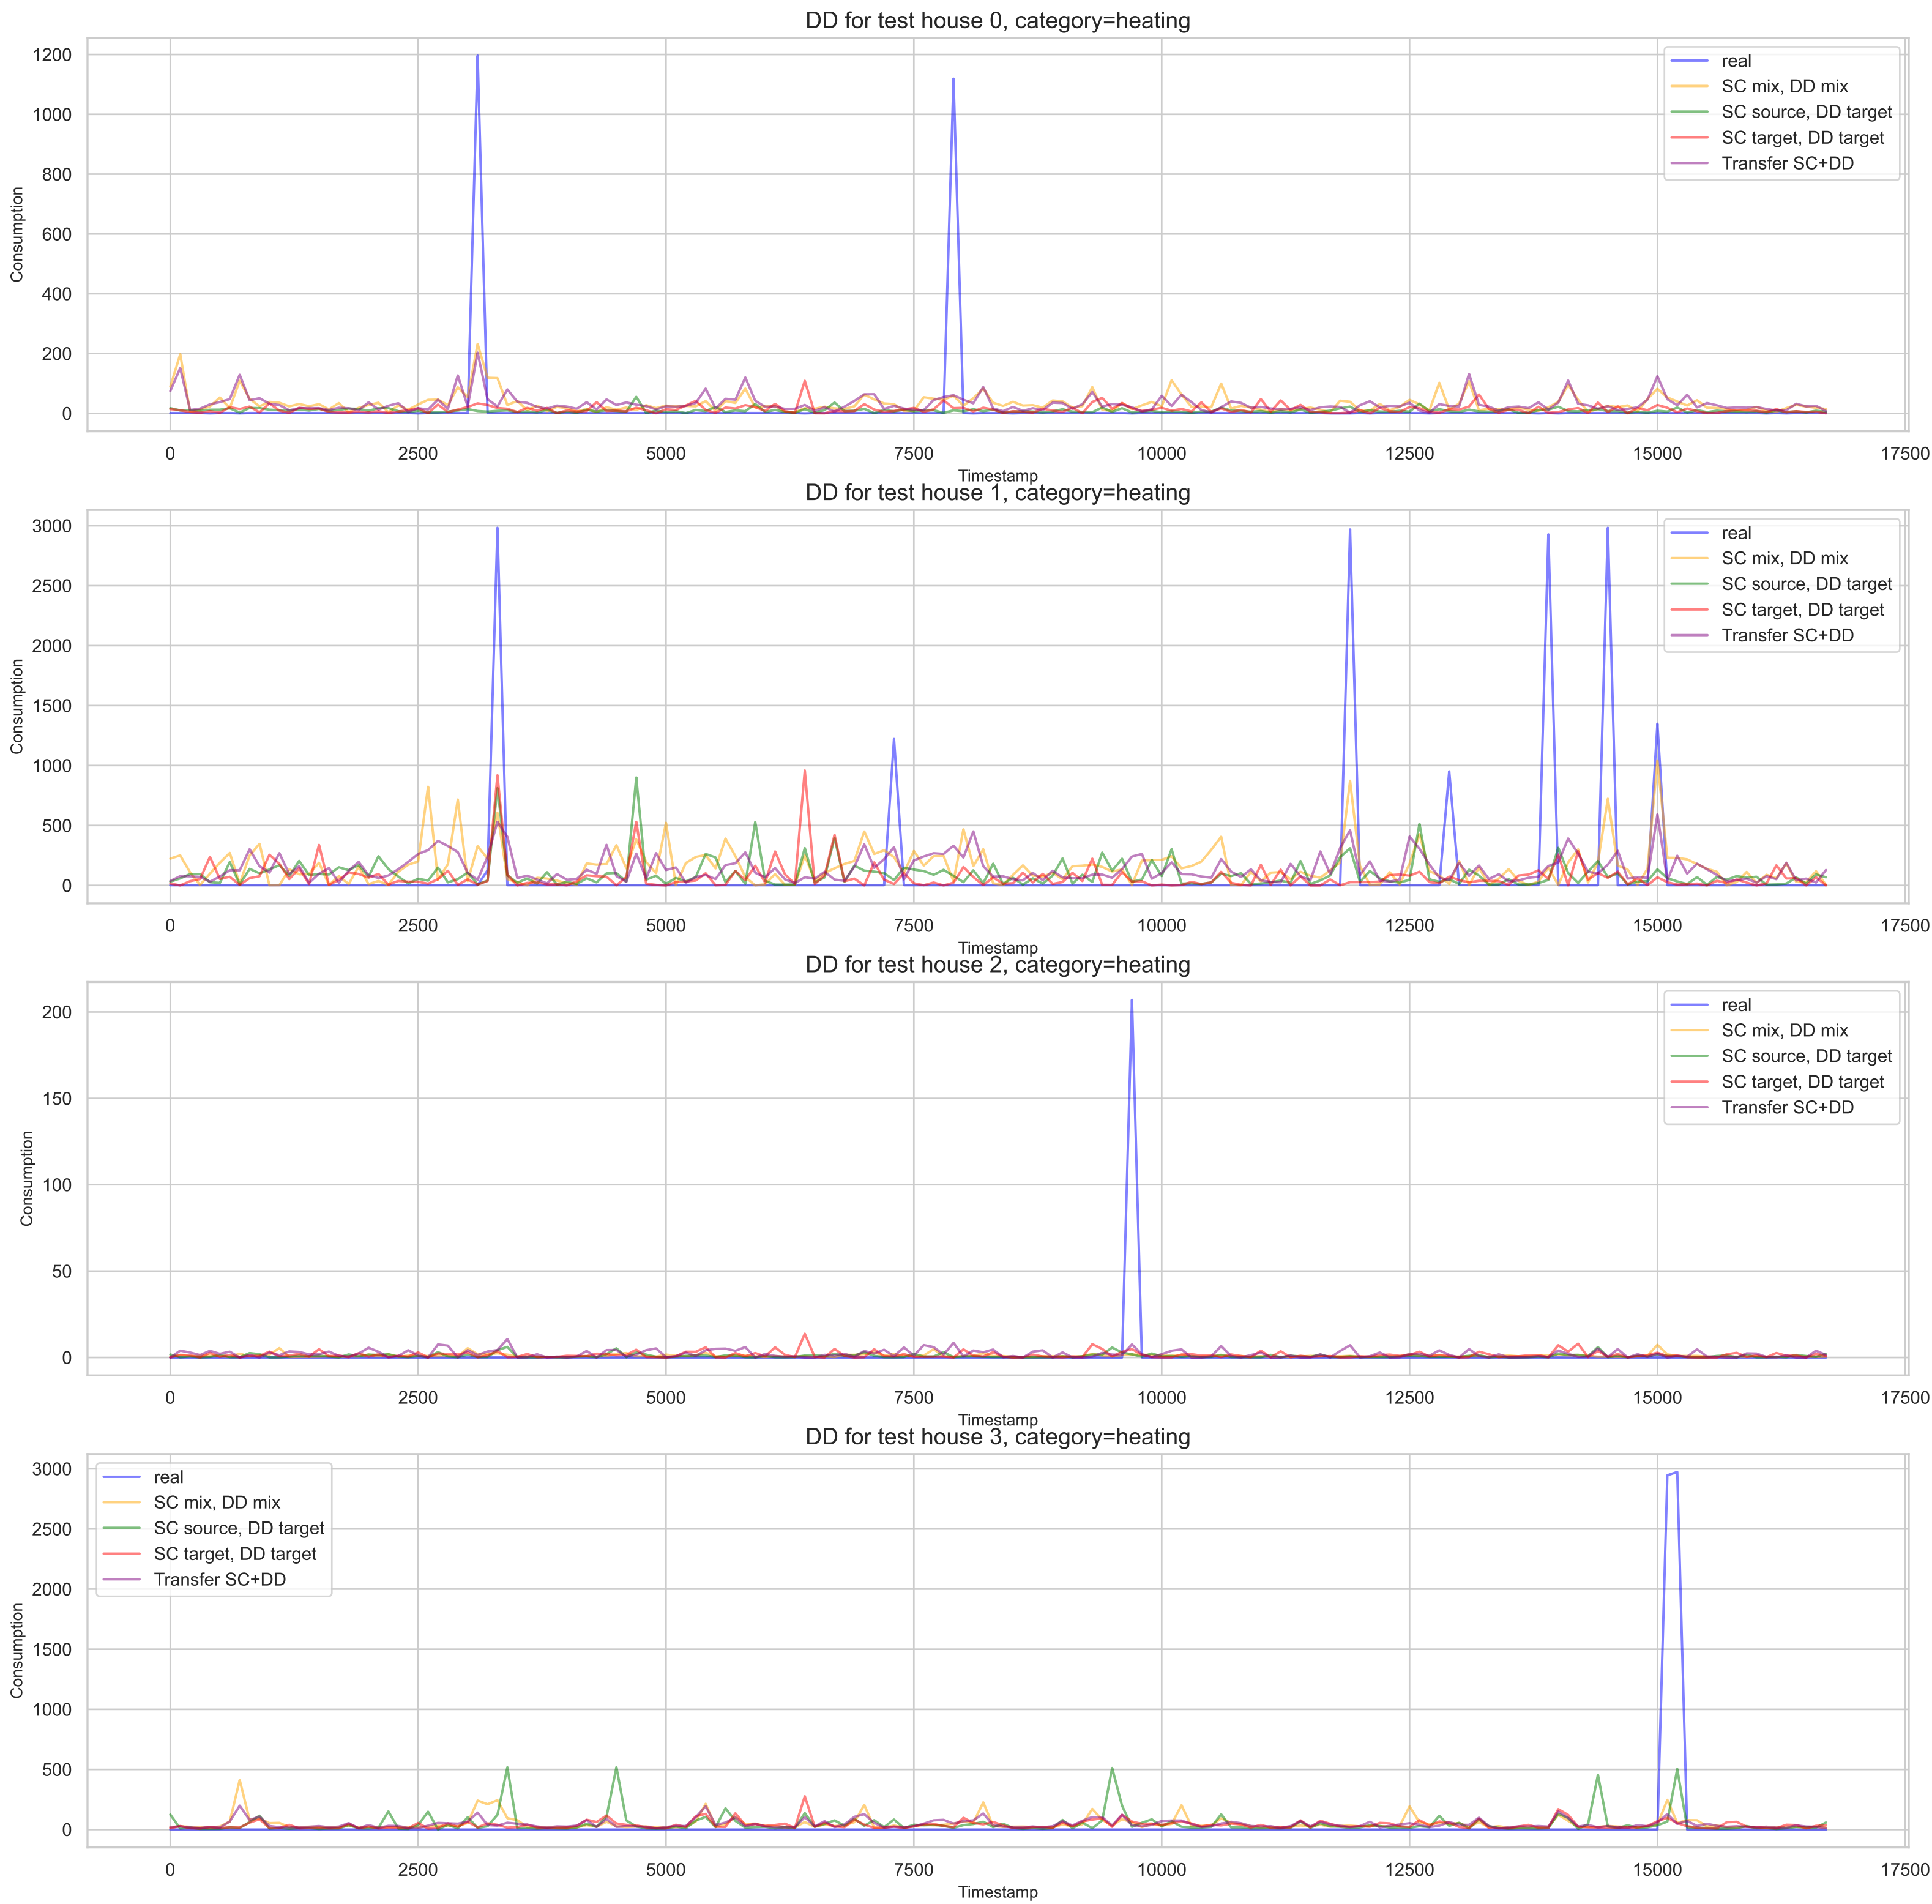 DD for test house 0, category=heating
1200
1000
800
600
400
200
0
Consumption
real
SC mix, DD mix
SC source, DD target
SC target, DD target
Transfer SC+DD
0 2500 5000 7500 10000 12500 15000 17500
Timestamp
DD for test house 1, category=heating
3000
2500
2000
1500
1000
500
0
Consumption
real
SC mix, DD mix
SC source, DD target
SC target, DD target
Transfer SC+DD
0 2500 5000 7500 10000 12500 15000 17500
Timestamp
DD for test house 2, category=heating
200
150
100
50
0
Consumption
real
SC mix, DD mix
SC source, DD target
SC target, DD target
Transfer SC+DD
0 2500 5000 7500 10000 12500 15000 17500
Timestamp
DD for test house 3, category=heating
3000
2500
2000
1500
1000
500
0
Consumption
real
SC mix, DD mix
SC source, DD target
SC target, DD target
Transfer SC+DD
0 2500 5000 7500 10000 12500 15000 17500
Timestamp